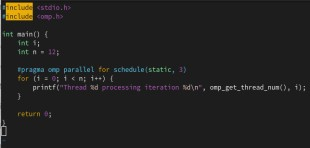 #include <stdio.h>
#include <omp.h>

int main() {
    int i;
    int n = 12;

    #pragma omp parallel for schedule(static, 3)
    for (i = 0; i < n; i++) {
        printf("Thread %d processing iteration %d\n", omp_get_thread_num(), i);
    }

    return 0;
}